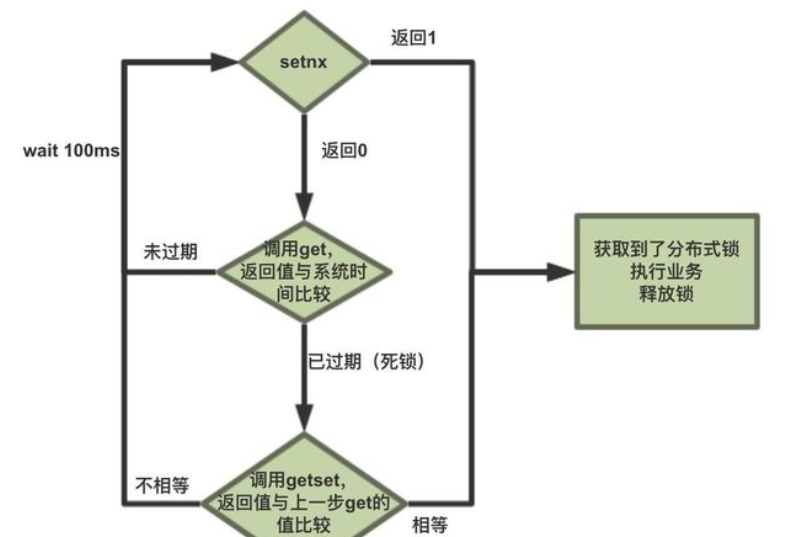 返回1
setnx
wait 100ms
返回0
未过期
调用get，
返回值与系统时
间比较
获取到了分布式锁
执行业务
释放锁
已过期（死锁）
不相等
调用getset，
返回值与上一步get的
值比较
相等